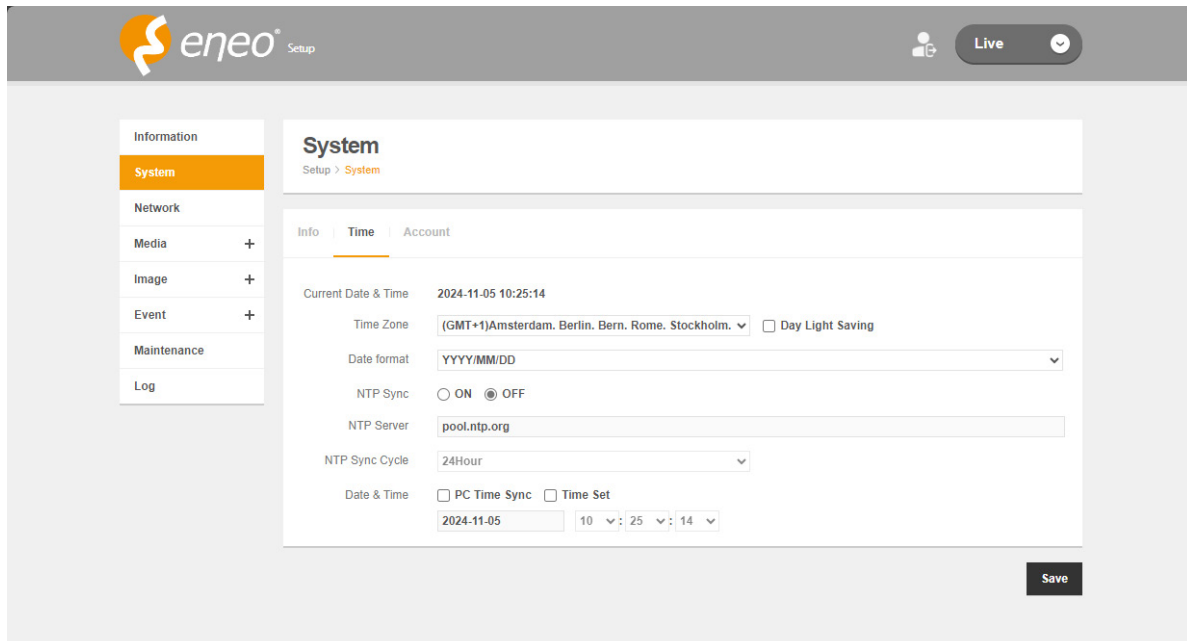 eneo® Setup
Live
Information
System
Network
Media +
Image +
Event +
Maintenance
Log
System
Setup > System
Info Time Account
Current Date & Time 2024-11-05 10:25:14
Time Zone (GMT+1)Amsterdam. Berlin. Bern. Rome. Stockholm. Day Light Saving
Date format YYYY/MM/DD
NTP Sync ON OFF
NTP Server pool.ntp.org
NTP Sync Cycle 24Hour
Date & Time PC Time Sync Time Set
2024-11-05 10 : 25 : 14
Save